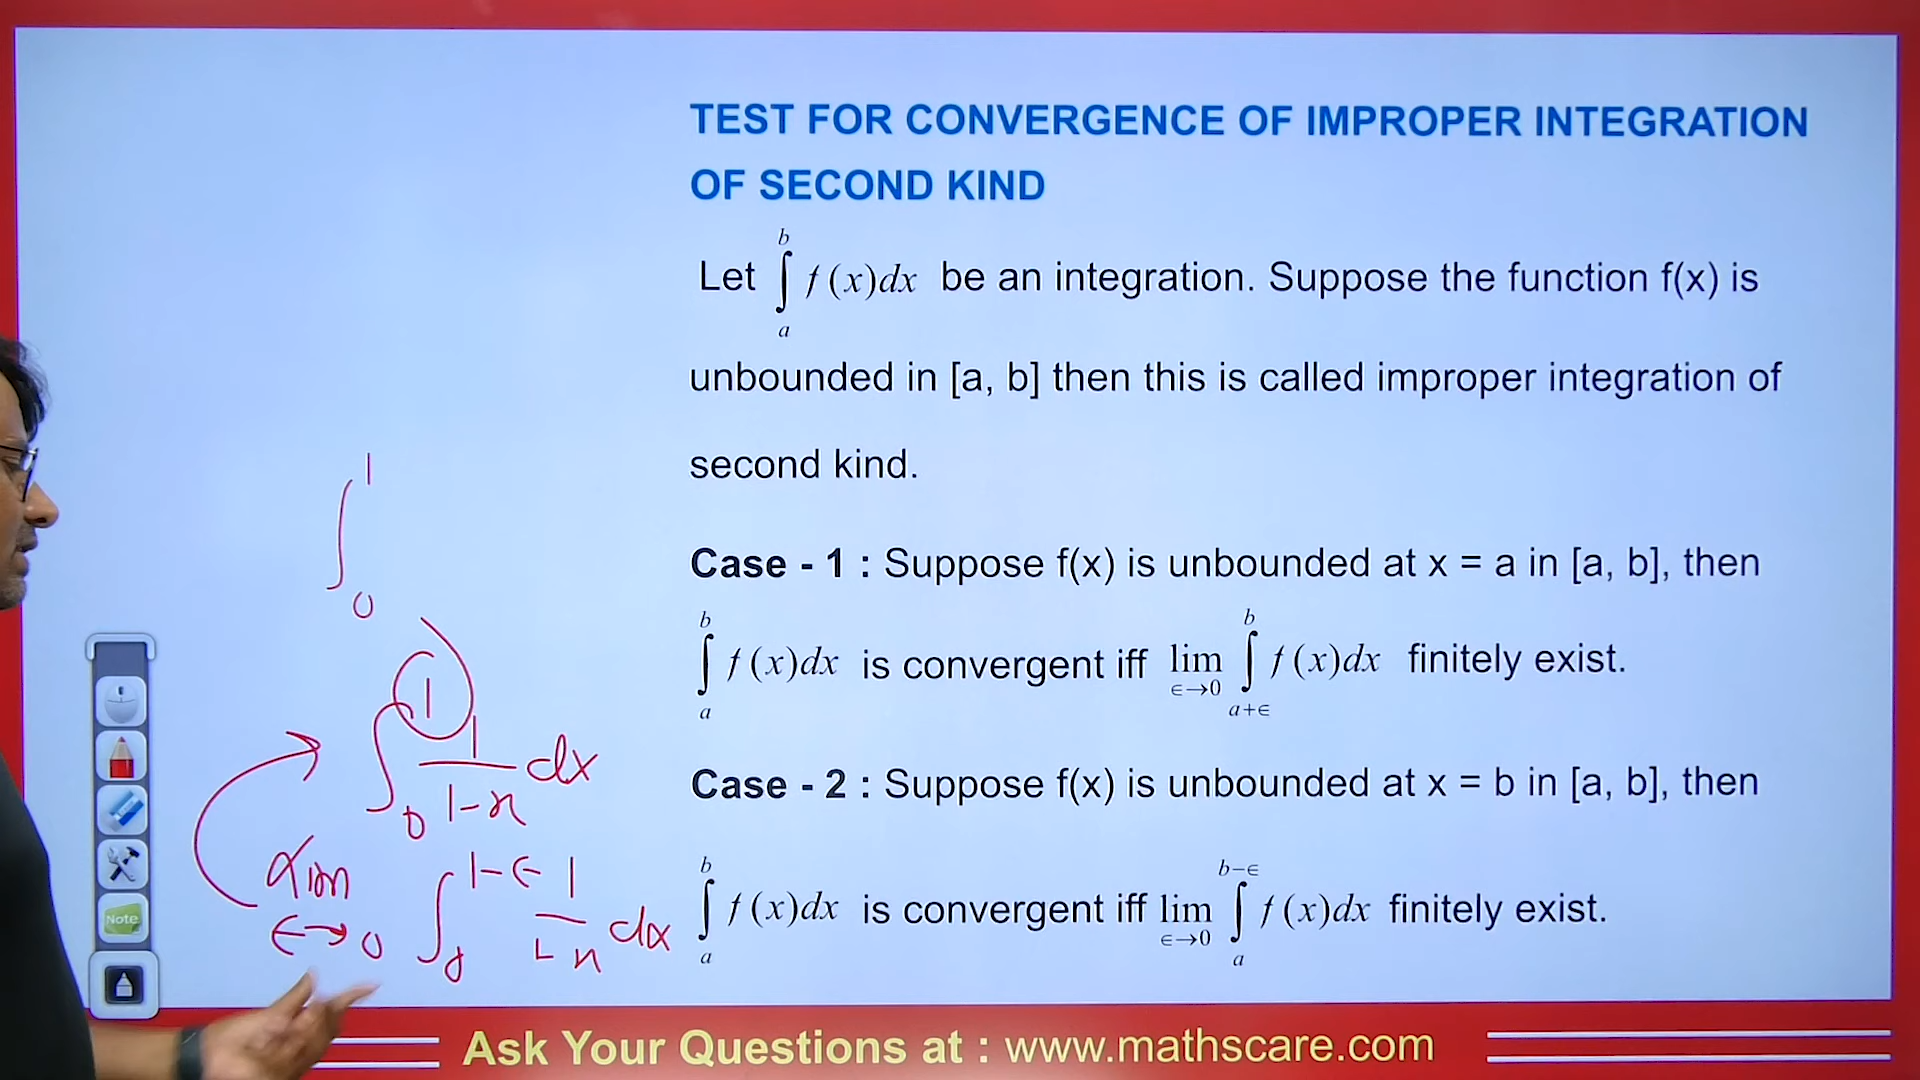 TEST FOR CONVERGENCE OF IMPROPER INTEGRATION
OF SECOND KIND
Let ∫_a^b f(x)dx be an integration. Suppose the function f(x) is
unbounded in [a, b] then this is called improper integration of
second kind.
Case - 1 : Suppose f(x) is unbounded at x = a in [a, b], then
∫_a^b f(x)dx is convergent iff lim_{∈→0} ∫_{a+∈}^b f(x)dx finitely exist.
Case - 2 : Suppose f(x) is unbounded at x = b in [a, b], then
∫_a^b f(x)dx is convergent iff lim_{∈→0} ∫_a^{b-∈} f(x)dx finitely exist.
∫_0^1
∫_0^1 1/(1-x) dx
lim_{∈→0} ∫_0^{1-∈} 1/(1-x) dx
Note
Ask Your Questions at : www.mathscare.com